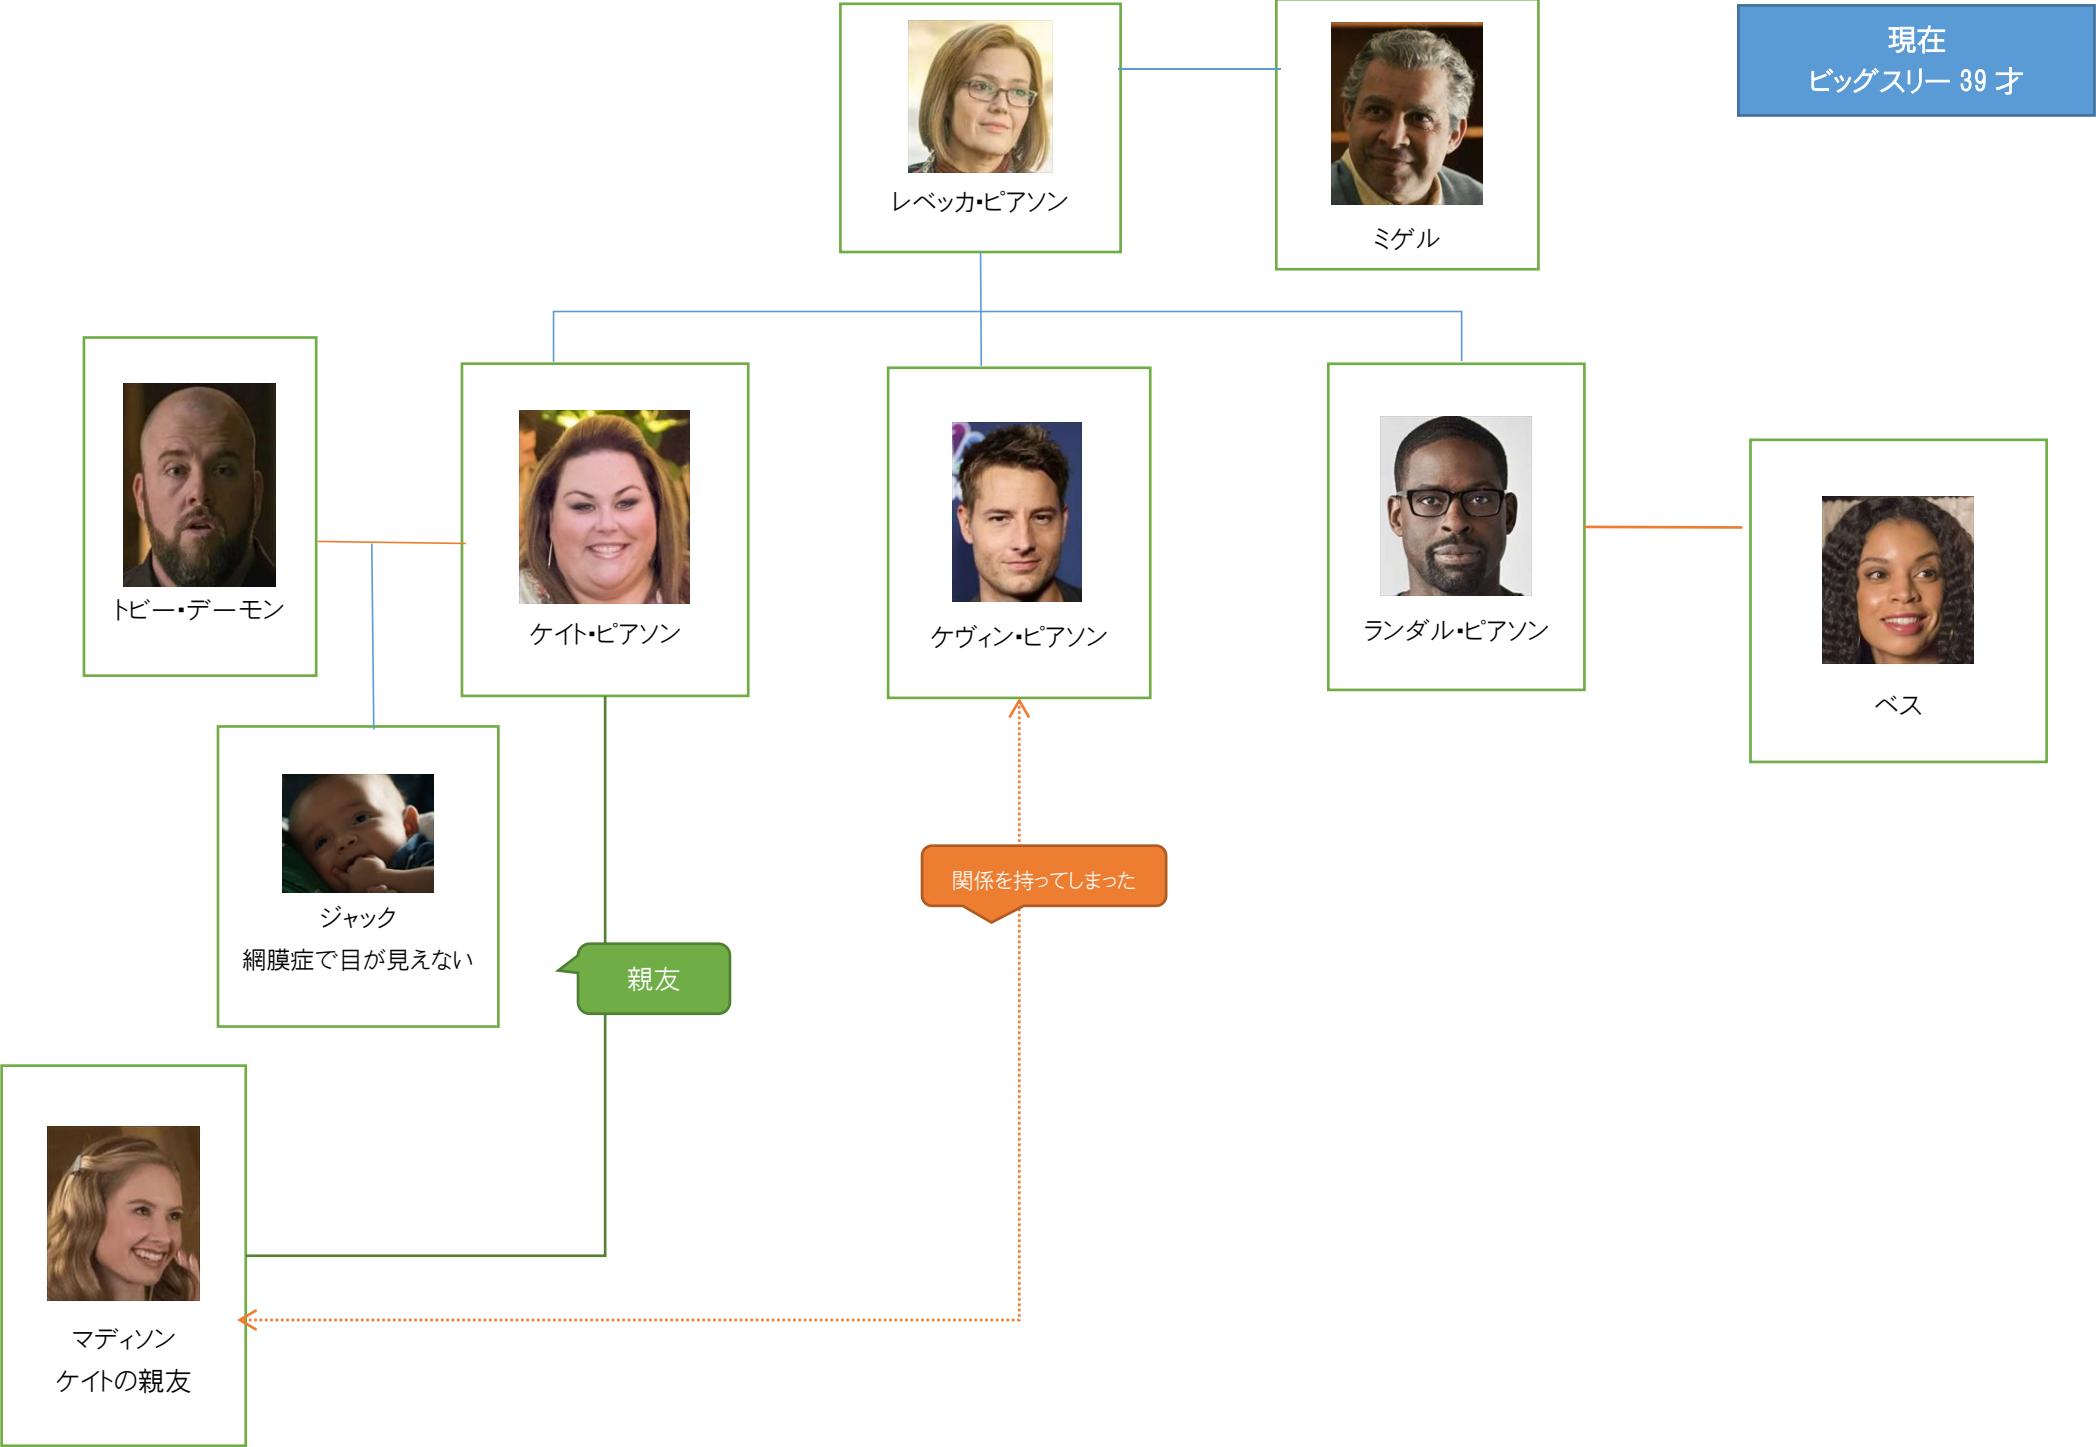 現在
ビッグスリー 39 才
レベッカ・ピアソン
ミゲル
トビー・デーモン
ケイト・ピアソン
ケヴィン・ピアソン
ランダル・ピアソン
ベス
ジャック
網膜症で目が見えない
関係を持ってしまった
親友
マディソン
ケイトの親友